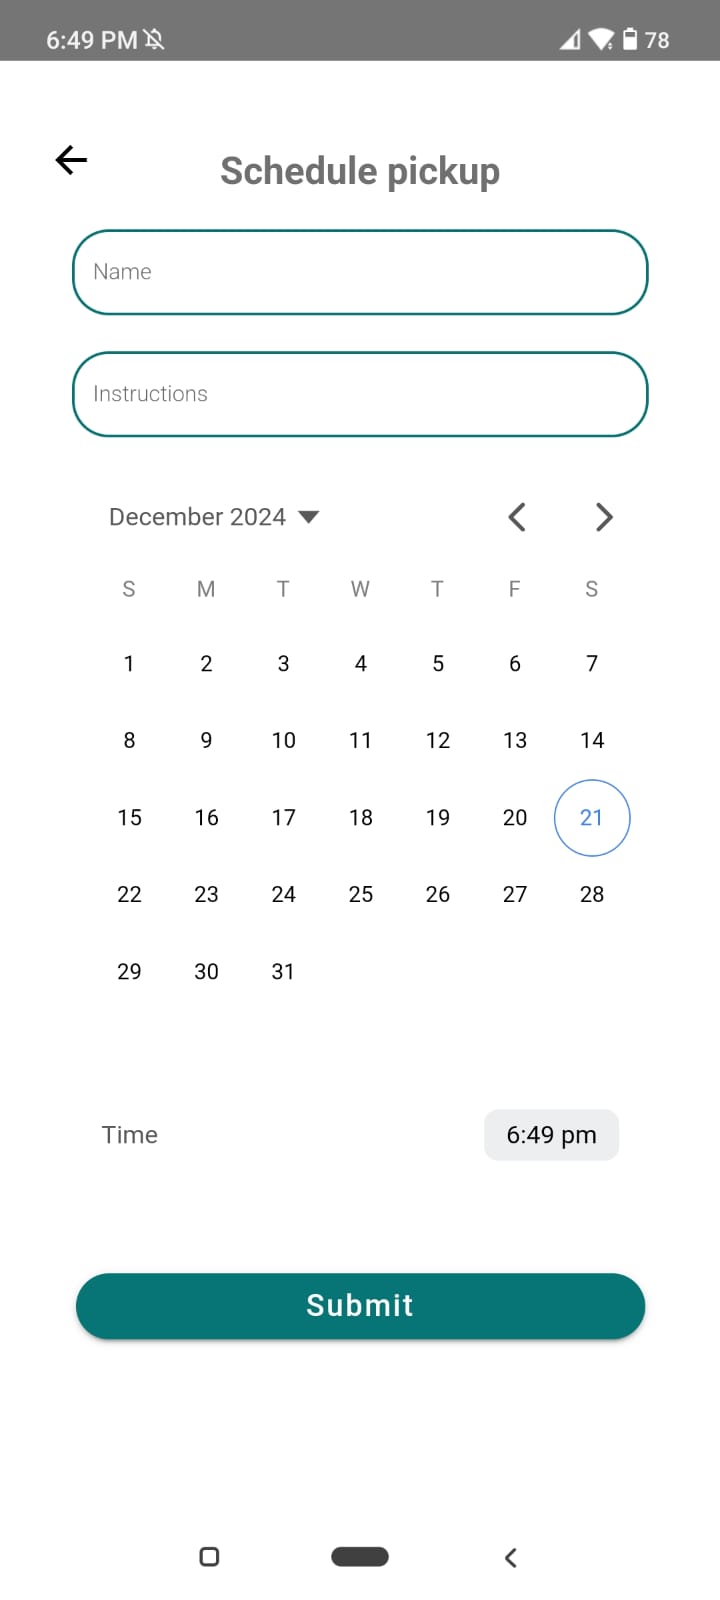 6:49 PM 78
Schedule pickup
Name
Instructions
December 2024
S M T W T F S
1 2 3 4 5 6 7
8 9 10 11 12 13 14
15 16 17 18 19 20 21
22 23 24 25 26 27 28
29 30 31
Time 6:49 pm
Submit